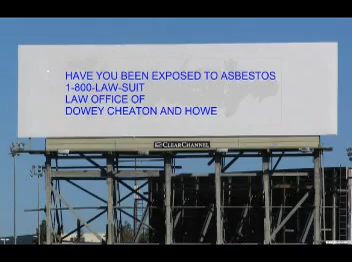 HAVE YOU BEEN EXPOSED TO ASBESTOS
1-800-LAW-SUIT
LAW OFFICE OF
DOWEY CHEATON AND HOWE
CLEARCHANNEL